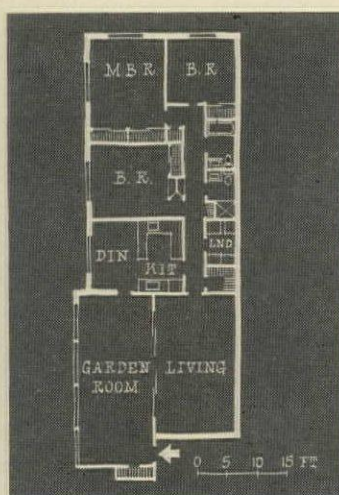 M B R
B. R
B. R.
DIN
KIT
LND
GARDEN
ROOM
LIVING
0 5 10 15 FT